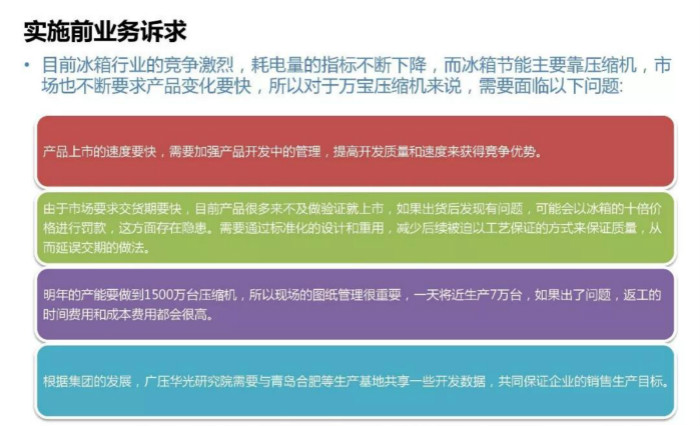 实施前业务诉求
• 目前冰箱行业的竞争激烈，耗电量的指标不断下降，而冰箱节能主要靠压缩机，市
场也不断要求产品变化要快，所以对于万宝压缩机来说，需要面临以下问题:
产品上市的速度要快，需要加强产品开发中的管理，提高开发质量和速度来获得竞争优势。
由于市场要求交货期要快，目前产品很多来不及做验证就上市，如果出货后发现有问题，可能会以冰箱的十倍价
格进行罚款，这方面存在隐患。需要通过标准化的设计和重用，减少后续被迫以工艺保证的方式来保证质量，从
而延误交期的做法。
明年的产能要做到1500万台压缩机，所以现场的图纸管理很重要，一天将近生产7万台，如果出了问题，返工的
时间费用和成本费用都会很高。
根据集团的发展，广压华光研究院需要与青岛合肥等生产基地共享一些开发数据，共同保证企业的销售生产目标。